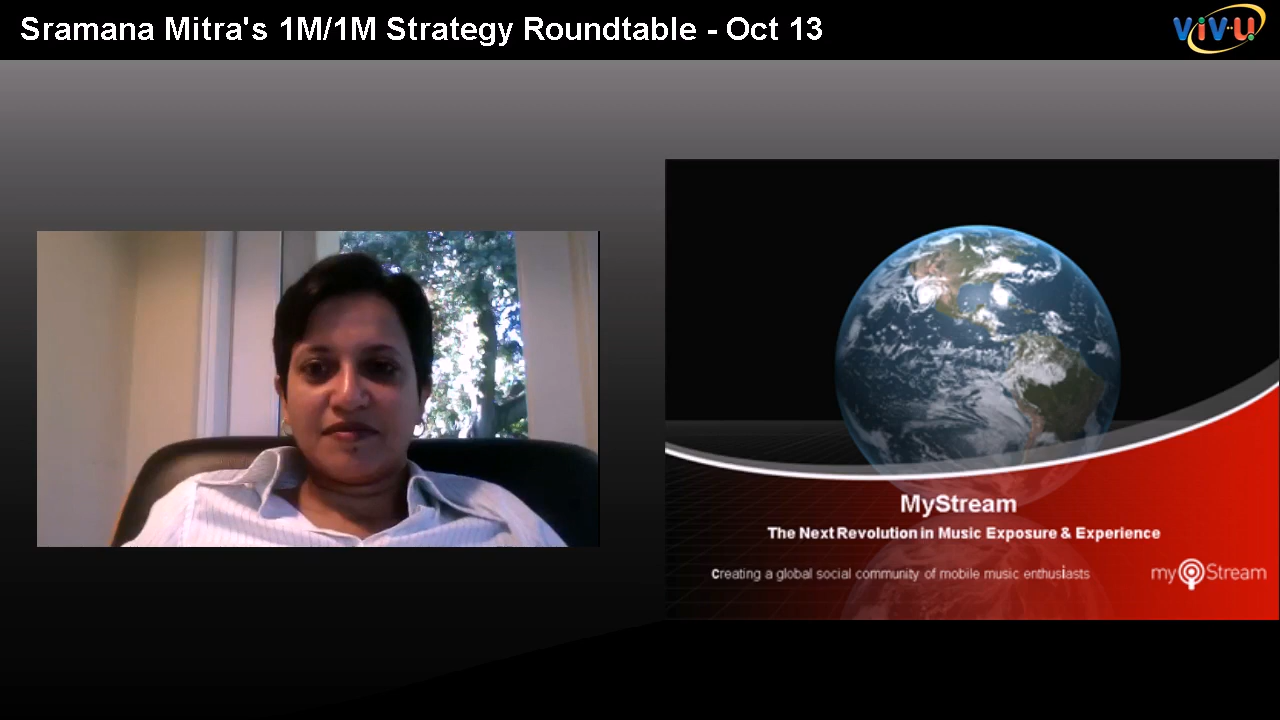 Sramana Mitra's 1M/1M Strategy Roundtable - Oct 13
ViV-U!
MyStream
The Next Revolution in Music Exposure & Experience
Creating a global social community of mobile music enthusiasts
myStream